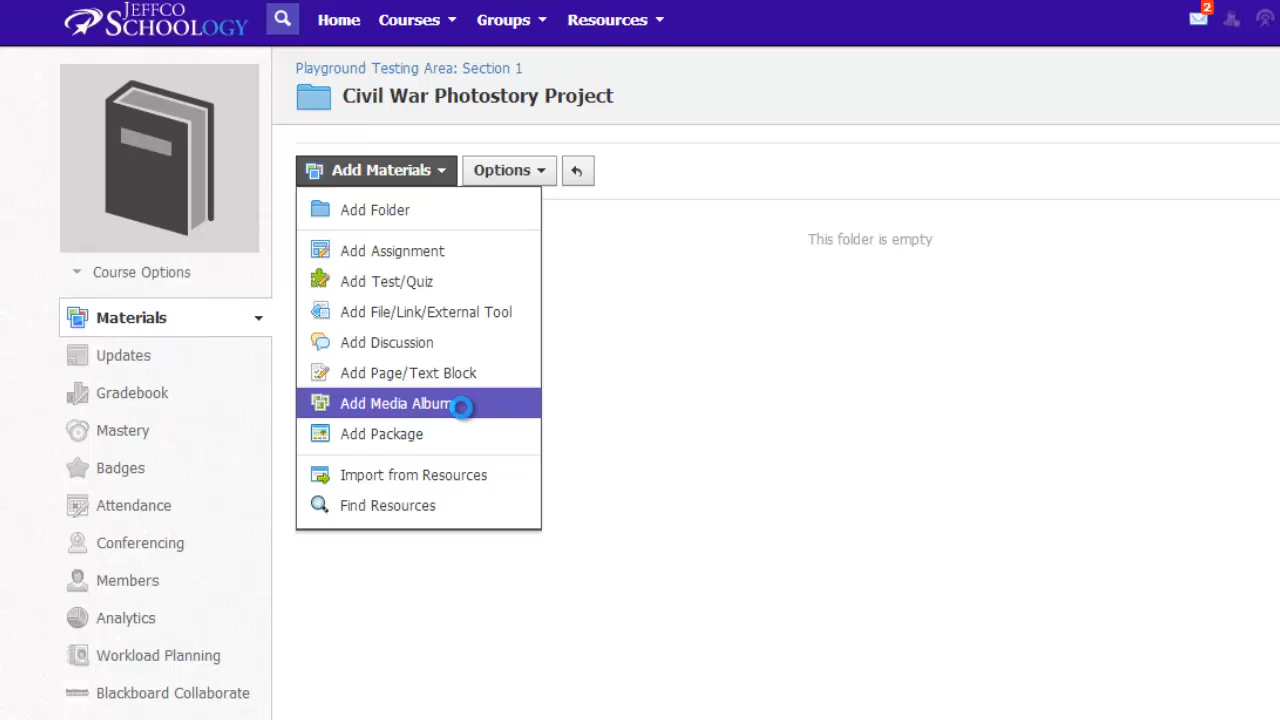 JEFFCO
SCHOOLOGY
Home Courses Groups Resources
2
Playground Testing Area: Section 1
Civil War Photostory Project
Add Materials Options
Add Folder
This folder is empty
Add Assignment
Add Test/Quiz
Add File/Link/External Tool
Add Discussion
Add Page/Text Block
Add Media Album
Add Package
Import from Resources
Find Resources
Course Options
Materials
Updates
Gradebook
Mastery
Badges
Attendance
Conferencing
Members
Analytics
Workload Planning
Blackboard Collaborate